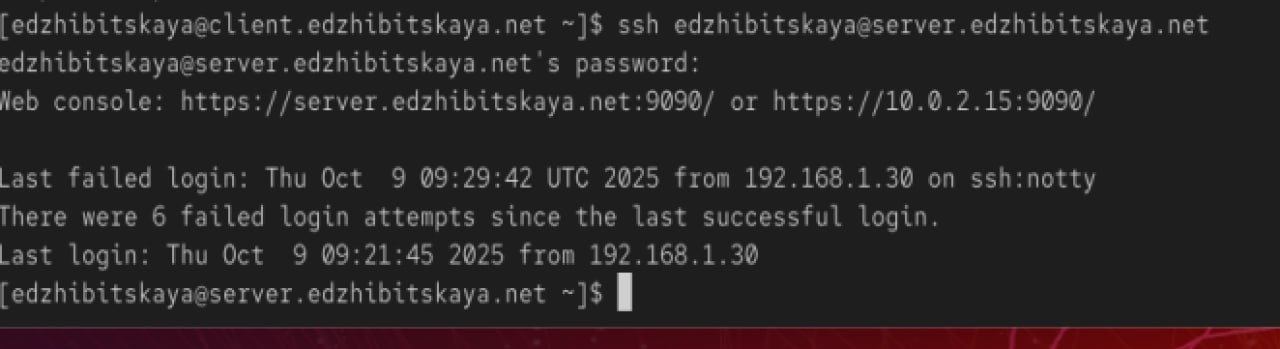 [edzhibitskaya@client.edzhibitskaya.net ~]$ ssh edzhibitskaya@server.edzhibitskaya.net
edzhibitskaya@server.edzhibitskaya.net's password:
Web console: https://server.edzhibitskaya.net:9090/ or https://10.0.2.15:9090/

Last failed login: Thu Oct  9 09:29:42 UTC 2025 from 192.168.1.30 on ssh:notty
There were 6 failed login attempts since the last successful login.
Last login: Thu Oct  9 09:21:45 2025 from 192.168.1.30
[edzhibitskaya@server.edzhibitskaya.net ~]$